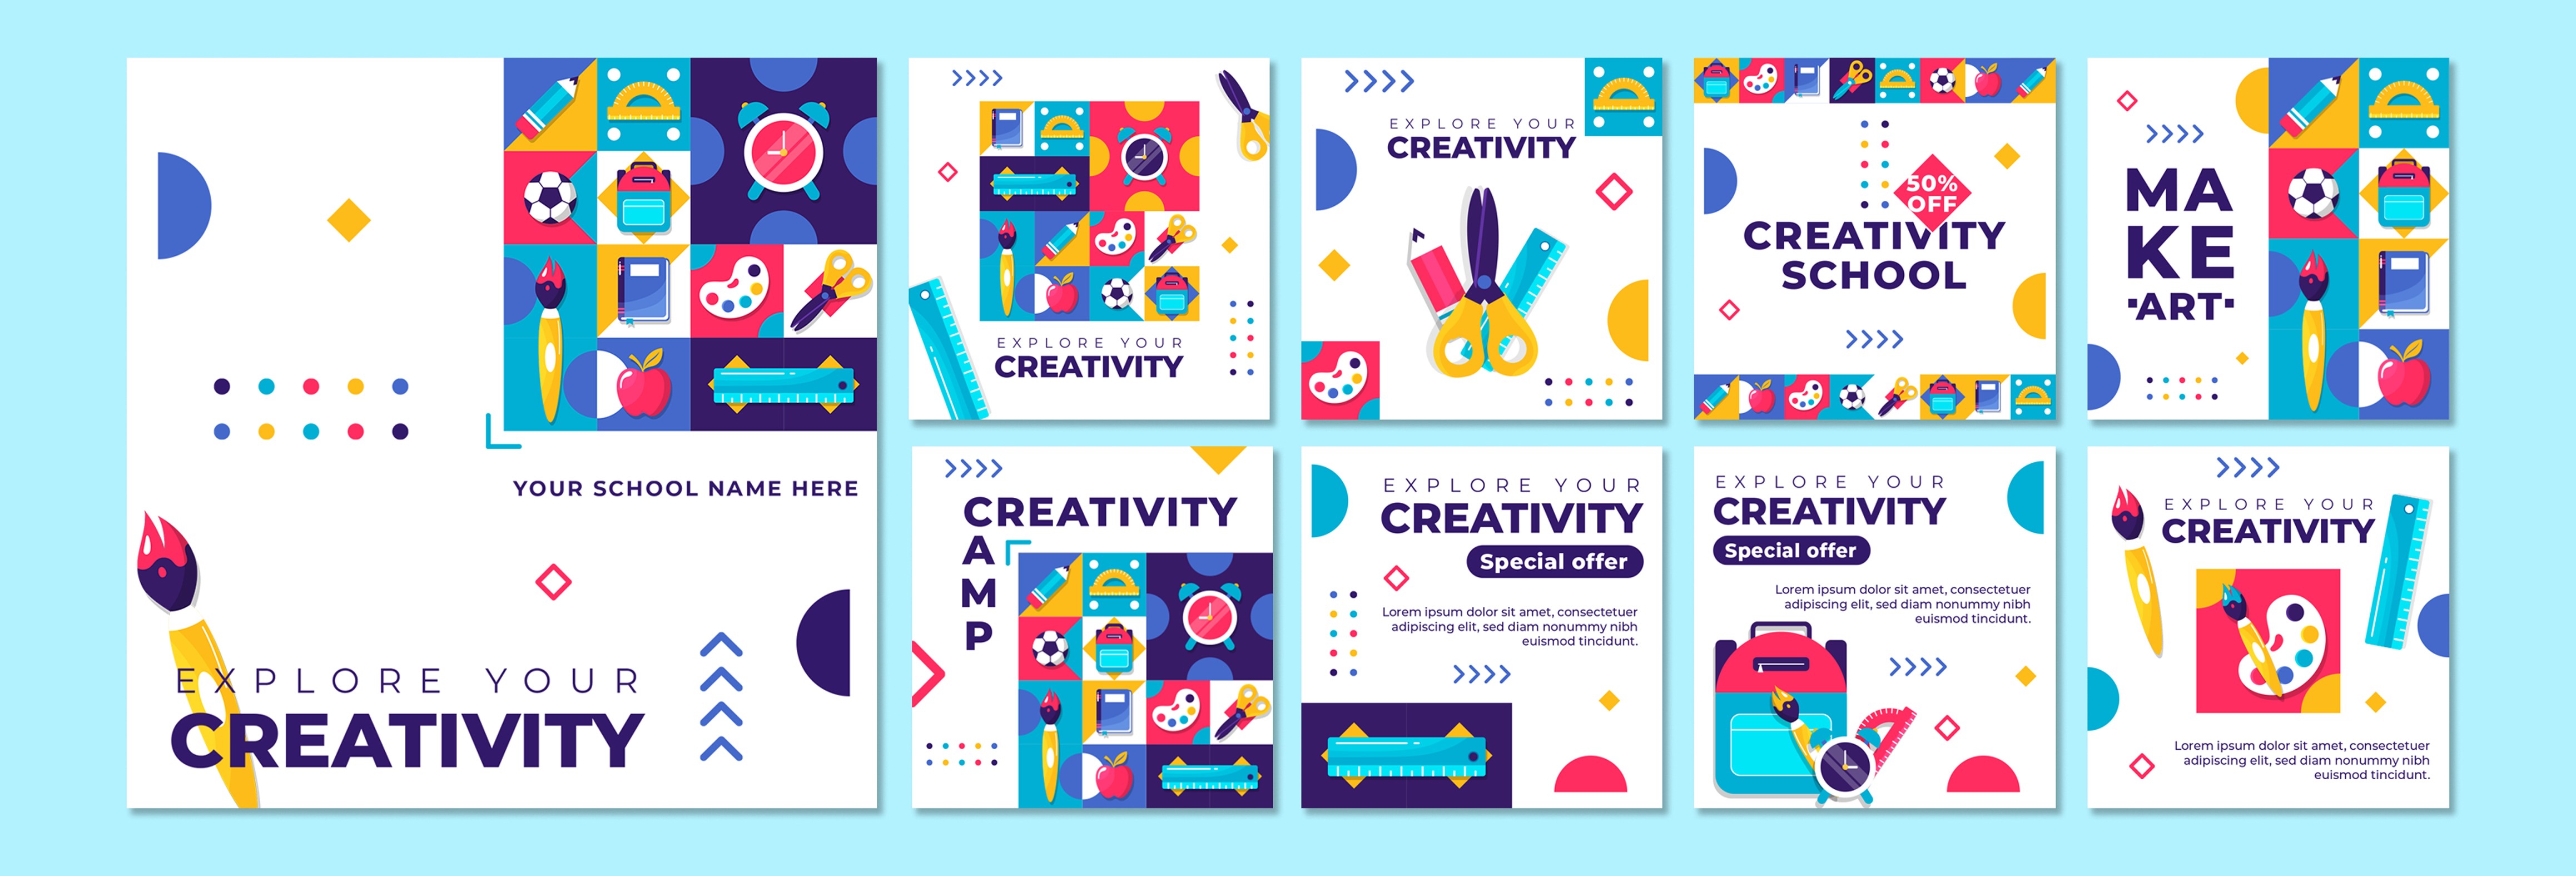 YOUR SCHOOL NAME HERE
EXPLORE YOUR
CREATIVITY
EXPLORE YOUR
CREATIVITY
EXPLORE YOUR
CREATIVITY
50%
OFF
CREATIVITY
SCHOOL
MA
KE
·ART·
CREATIVITY
A
M
P
EXPLORE YOUR
CREATIVITY
Special offer
Lorem ipsum dolor sit amet, consectetuer
adipiscing elit, sed diam nonummy nibh
euismod tincidunt.
EXPLORE YOUR
CREATIVITY
Special offer
Lorem ipsum dolor sit amet, consectetuer
adipiscing elit, sed diam nonummy nibh
euismod tincidunt.
EXPLORE YOUR
CREATIVITY
Lorem ipsum dolor sit amet, consectetuer
adipiscing elit, sed diam nonummy nibh
euismod tincidunt.